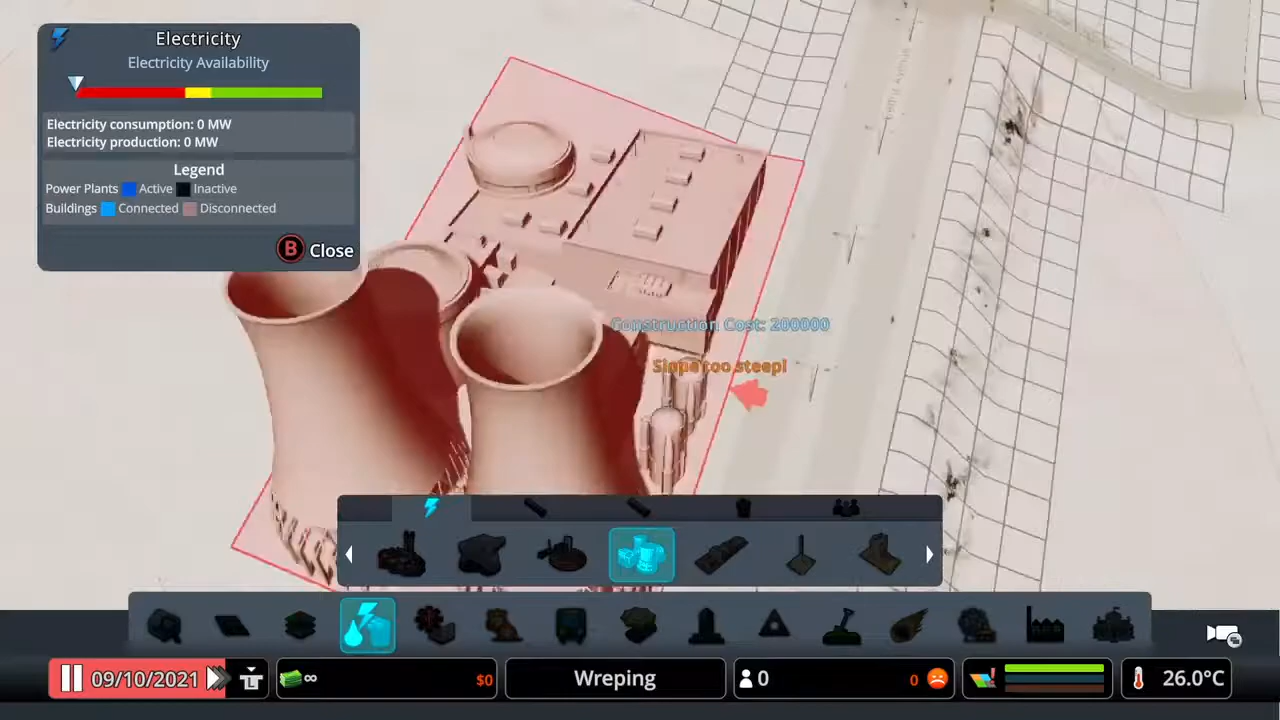 Electricity
Electricity Availability
Electricity consumption: 0 MW
Electricity production: 0 MW
Legend
Power Plants Active Inactive
Buildings Connected Disconnected
B Close
Construction Cost: 200000
Slope too steep!
09/10/2021
∞ $0
Wreping
0 0
26.0°C